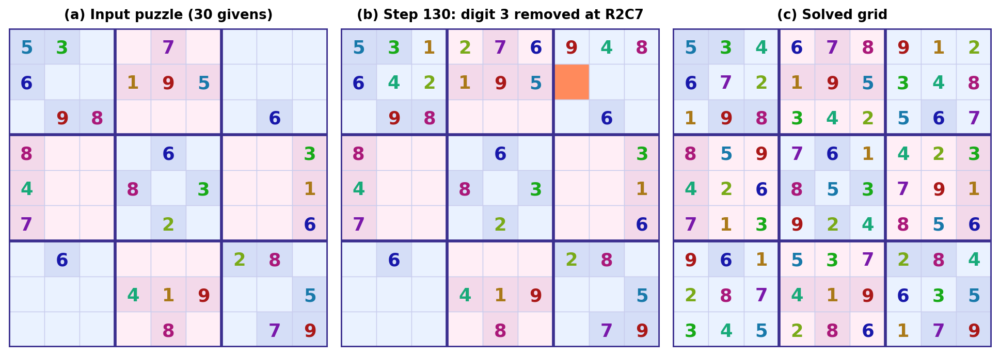 (a) Input puzzle (30 givens)
5 3 7
6 1 9 5
9 8 6
8 6 3
4 8 3 1
7 2 6
6 2 8
4 1 9 5
8 7 9
(b) Step 130: digit 3 removed at R2C7
5 3 1 2 7 6 9 4 8
6 4 2 1 9 5
9 8 6
8 6 3
4 8 3 1
7 2 6
6 2 8
4 1 9 5
8 7 9
(c) Solved grid
5 3 4 6 7 8 9 1 2
6 7 2 1 9 5 3 4 8
1 9 8 3 4 2 5 6 7
8 5 9 7 6 1 4 2 3
4 2 6 8 5 3 7 9 1
7 1 3 9 2 4 8 5 6
9 6 1 5 3 7 2 8 4
2 8 7 4 1 9 6 3 5
3 4 5 2 8 6 1 7 9